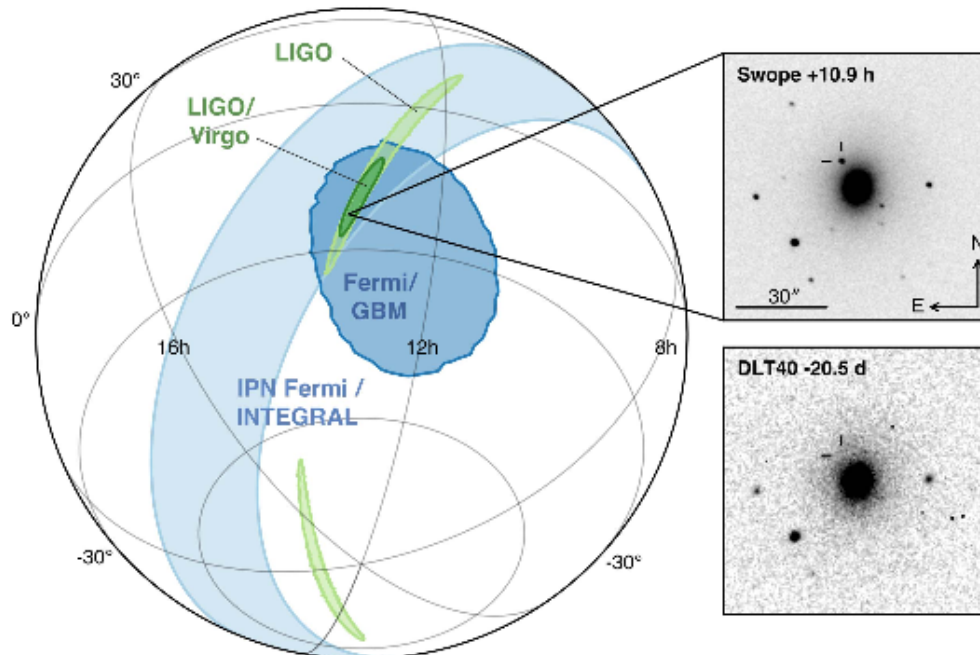 LIGO
LIGO/
Virgo
30°
Fermi/
GBM
0°
16h
12h
8h
IPN Fermi /
INTEGRAL
-30°
-30°
Swope +10.9 h
30"
N
E
DLT40 -20.5 d